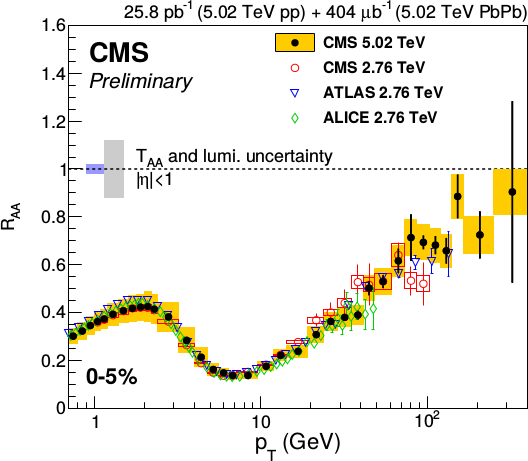 25.8 pb⁻¹ (5.02 TeV pp) + 404 μb⁻¹ (5.02 TeV PbPb)
CMS
Preliminary
CMS 5.02 TeV
CMS 2.76 TeV
ATLAS 2.76 TeV
ALICE 2.76 TeV
T_AA and lumi. uncertainty
|η|<1
0-5%
R_AA
1.6
1.4
1.2
1
0.8
0.6
0.4
0.2
0
1 10 10²
p_T (GeV)